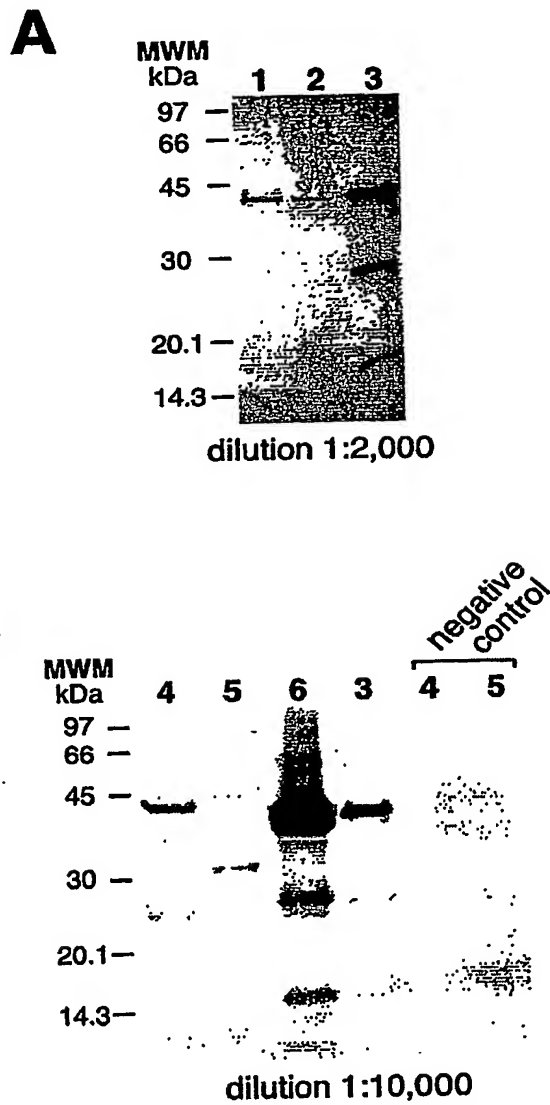 A
MWM
kDa
1 2 3
97
66
45
30
20.1
14.3
dilution 1:2,000
negative
control
MWM
kDa
4 5 6 3 4 5
97
66
45
30
20.1
14.3
dilution 1:10,000